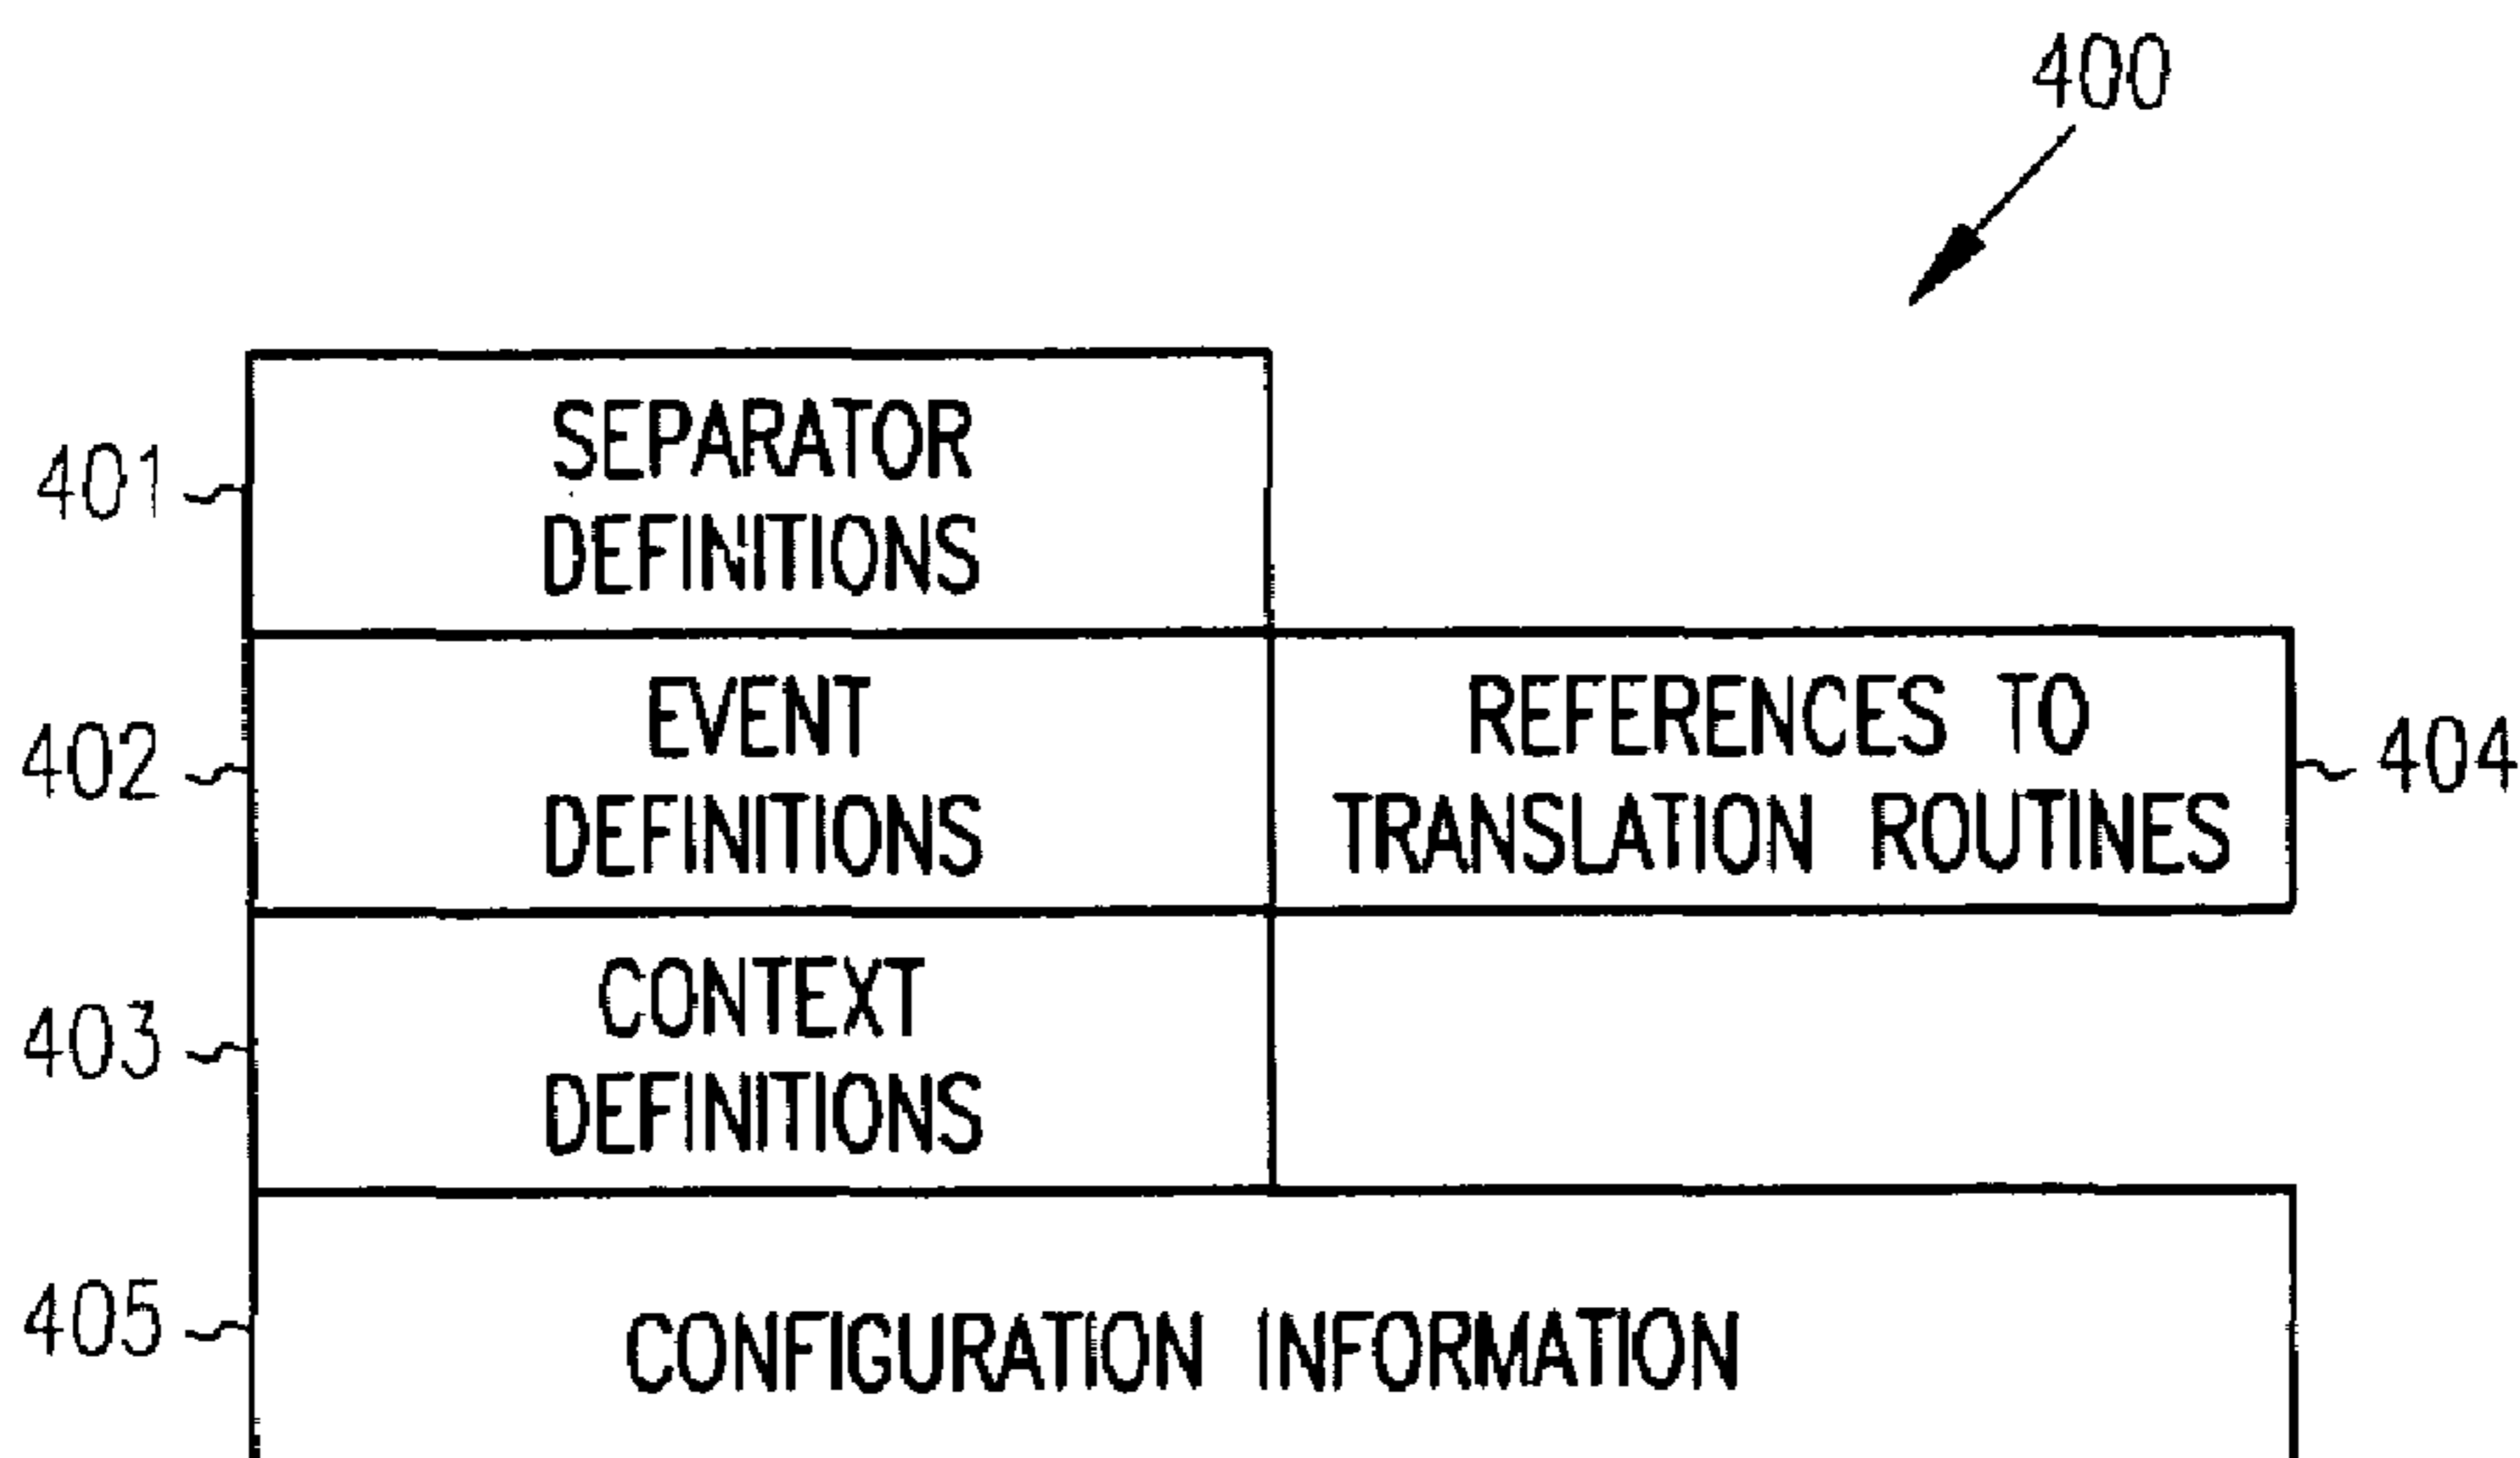 400
401
SEPARATOR
DEFINITIONS
402
EVENT
DEFINITIONS
REFERENCES TO
TRANSLATION ROUTINES
404
403
CONTEXT
DEFINITIONS
405
CONFIGURATION INFORMATION